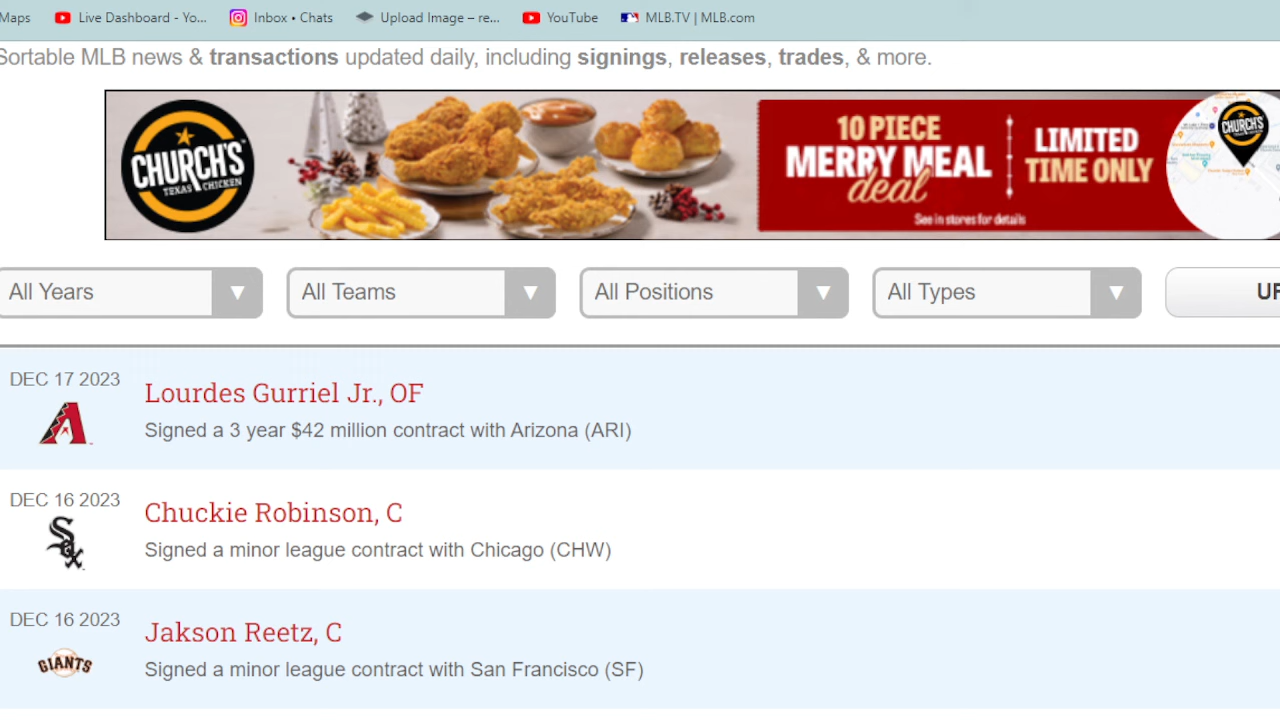 Maps
Live Dashboard - Yo...
Inbox • Chats
Upload Image – re...
YouTube
MLB.TV | MLB.com
Sortable MLB news & transactions updated daily, including signings, releases, trades, & more.
CHURCH'S
TEXAS CHICKEN
10 PIECE
MERRY MEAL
deal
See in stores for details
LIMITED
TIME ONLY
CHURCH'S
All Years
All Teams
All Positions
All Types
UP
DEC 17 2023
Lourdes Gurriel Jr., OF
Signed a 3 year $42 million contract with Arizona (ARI)
DEC 16 2023
Sox
Chuckie Robinson, C
Signed a minor league contract with Chicago (CHW)
DEC 16 2023
GIANTS
Jakson Reetz, C
Signed a minor league contract with San Francisco (SF)